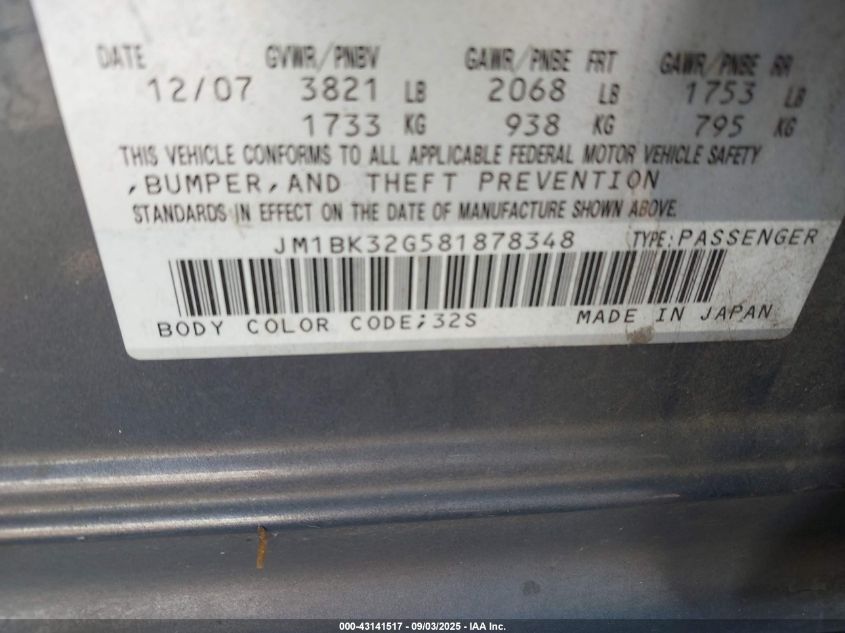 DATE GVWR/PNBV GAWR/PNBE FRT GAWR/PNBE RR
12/07 3821 LB 2068 LB 1753 LB
1733 KG 938 KG 795 KG
THIS VEHICLE CONFORMS TO ALL APPLICABLE FEDERAL MOTOR VEHICLE SAFETY
,BUMPER,AND THEFT PREVENTION
STANDARDS IN EFFECT ON THE DATE OF MANUFACTURE SHOWN ABOVE.
JM1BK32G581878348 TYPE:PASSENGER
BODY COLOR CODE;32S MADE IN JAPAN
000-43141517 - 09/03/2025 - IAA Inc.